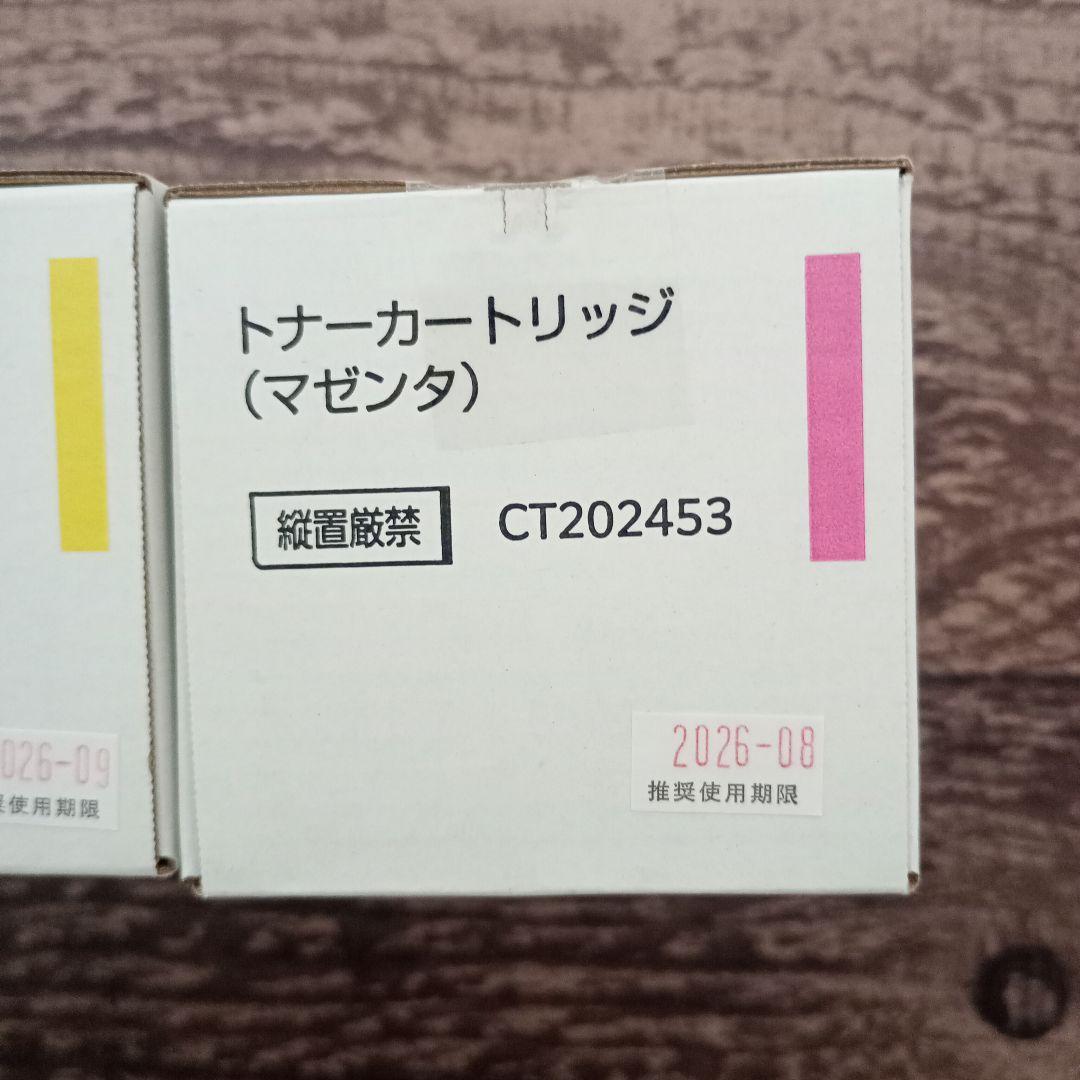 トナーカートリッジ
（マゼンタ）
縦置厳禁 CT202453
2026-08
推奨使用期限
026-09
使用期限